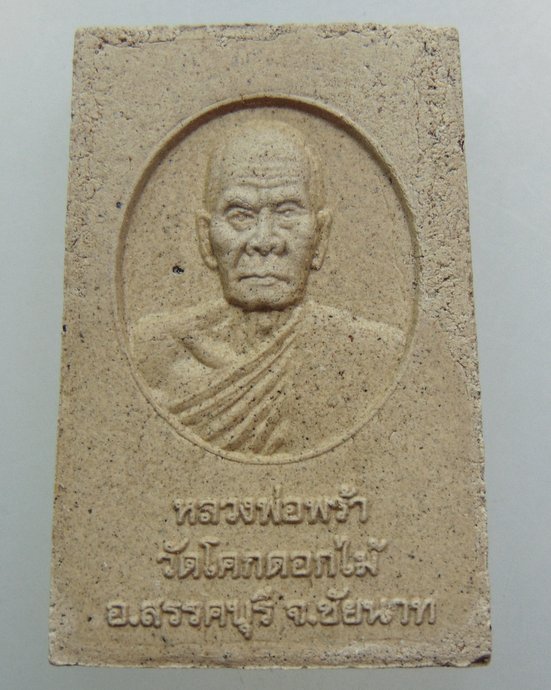 หลวงพ่อพร้า
วัดโคกดอกไม้
อ.สรรคบุรี จ.ชัยนาท